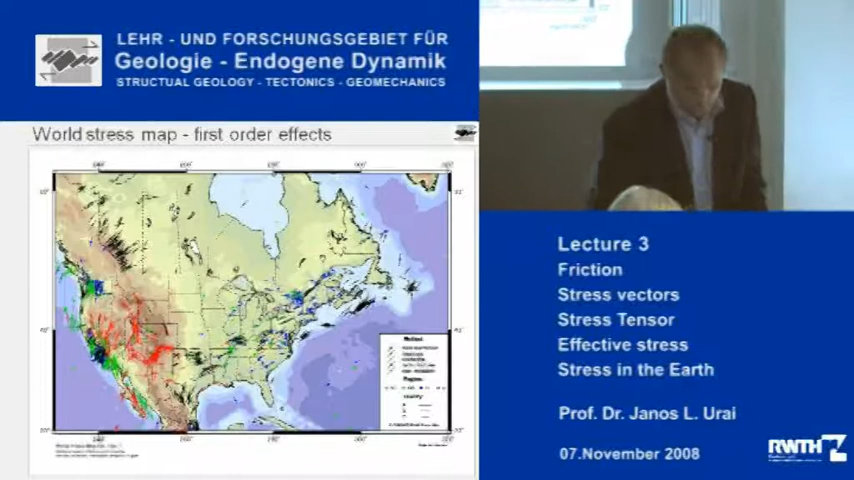 LEHR - UND FORSCHUNGSGEBIET FÜR
Geologie - Endogene Dynamik
STRUCTUAL GEOLOGY - TECTONICS - GEOMECHANICS
World stress map - first order effects
Lecture 3
Friction
Stress vectors
Stress Tensor
Effective stress
Stress in the Earth
Prof. Dr. Janos L. Urai
07.November 2008
RWTH